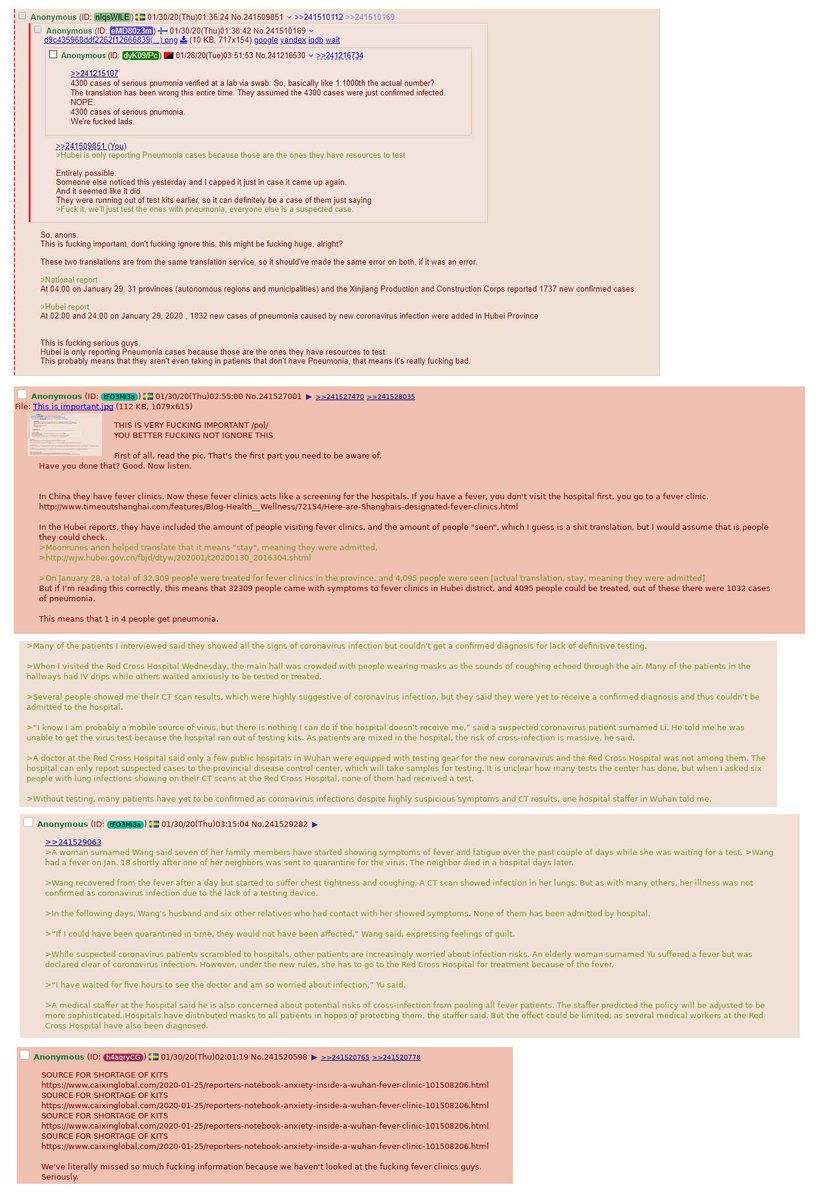 Anonymous (ID: nlqsWILE) 01/30/20(Thu)01:36:24 No.241509851 >>241510112 >>241510169
Anonymous (ID: eMID80z3m) 01/30/20(Thu)01:38:42 No.241510169
d9c435968ddf2262f12666839(...).png (10 KB, 717x154) google yandex iqdb wait
Anonymous (ID: dyK09/Pc) 01/28/20(Tue)03:51:53 No.241216530 >>241216734
>>241215107
4300 cases of serious pnumonia verified at a lab via swab. So, basically like 1:1000th the actual number?
The translation has been wrong this entire time. They assumed the 4300 cases were just confirmed infected.
NOPE.
4300 cases of serious pnumonia.
We're fucked lads.
>>241509851 (You)
>Hubei is only reporting Pneumonia cases because those are the ones they have resources to test
Entirely possible.
Someone else noticed this yesterday and I capped it just in case it came up again.
And it seemed like it did.
They were running out of test kits earlier, so it can definitely be a case of them just saying
>Fuck it, we'll just test the ones with pneumonia, everyone else is a suspected case.
So, anons.
This is fucking important, don't fucking ignore this, this might be fucking huge, alright?
These two translations are from the same translation service, so it should've made the same error on both, if it was an error.
>National report
At 04:00 on January 29, 31 provinces (autonomous regions and municipalities) and the Xinjiang Production and Construction Corps reported 1737 new confirmed cases
>Hubei report
At 02:00 and 24:00 on January 29, 2020 , 1032 new cases of pneumonia caused by new coronavirus infection were added in Hubei Province
This is fucking serious guys.
Hubei is only reporting Pneumonia cases because those are the ones they have resources to test.
This probably means that they aren't even taking in patients that don't have Pneumonia, that means it's really fucking bad.
Anonymous (ID: tFO3Mi3a) 01/30/20(Thu)02:55:00 No.241527001 ▶ >>241527470 >>241528035
File: This is important.jpg (112 KB, 1079x615)
THIS IS VERY FUCKING IMPORTANT /pol/
YOU BETTER FUCKING NOT IGNORE THIS
First of all, read the pic. That's the first part you need to be aware of.
Have you done that? Good. Now listen.
In China they have fever clinics. Now these fever clinics acts like a screening for the hospitals. If you have a fever, you don't visit the hospital first, you go to a fever clinic.
http://www.timeoutshanghai.com/features/Blog-Health__Wellness/72154/Here-are-Shanghais-designated-fever-clinics.html
In the Hubei reports, they have included the amount of people visiting fever clinics, and the amount of people "seen", which I guess is a shit translation, but I would assume that is people
they could check.
>Moonrunes anon helped translate that it means "stay", meaning they were admitted.
>http://wjw.hubei.gov.cn/fbjd/dtyw/202001/t20200130_2016304.shtml
>On January 28, a total of 32.309 people were treated for fever clinics in the province, and 4,095 people were seen [actual translation, stay, meaning they were admitted]
But if I'm reading this correctly, this means that 32309 people came with symptoms to fever clinics in Hubei district, and 4095 people could be treated, out of these there were 1032 cases
of pneumonia.
This means that 1 in 4 people get pneumonia.
>Many of the patients I interviewed said they showed all the signs of coronavirus infection but couldn't get a confirmed diagnosis for lack of definitive testing.
>When I visited the Red Cross Hospital Wednesday, the main hall was crowded with people wearing masks as the sounds of coughing echoed through the air. Many of the patients in the
hallways had IV drips while others waited anxiously to be tested or treated.
>Several people showed me their CT scan results, which were highly suggestive of coronavirus infection, but they said they were yet to receive a confirmed diagnosis and thus couldn't be
admitted to the hospital.
>"I know I am probably a mobile source of virus, but there is nothing I can do if the hospital doesn't receive me," said a suspected coronavirus patient surnamed Li. He told me he was
unable to get the virus test because the hospital ran out of testing kits. As patients are mixed in the hospital, the risk of cross-infection is massive, he said.
>A doctor at the Red Cross Hospital said only a few public hospitals in Wuhan were equipped with testing gear for the new coronavirus and the Red Cross Hospital was not among them. The
hospital can only report suspected cases to the provincial disease control center, which will take samples for testing. It is unclear how many tests the center has done, but when I asked six
people with lung infections showing on their CT scans at the Red Cross Hospital, none of them had received a test.
>Without testing, many patients have yet to be confirmed as coronavirus infections despite highly suspicious symptoms and CT results, one hospital staffer in Wuhan told me.
Anonymous (ID: tFO3Mi3a) 01/30/20(Thu)03:15:04 No.241529282 ▶
>>241529063
>A woman surnamed Wang said seven of her family members have started showing symptoms of fever and fatigue over the past couple of days while she was waiting for a test. >Wang
had a fever on Jan. 18 shortly after one of her neighbors was sent to quarantine for the virus. The neighbor died in a hospital days later.
>Wang recovered from the fever after a day but started to suffer chest tightness and coughing. A CT scan showed infection in her lungs. But as with many others, her illness was not
confirmed as coronavirus infection due to the lack of a testing device.
>In the following days, Wang's husband and six other relatives who had contact with her showed symptoms. None of them has been admitted by hospital.
>"If I could have been quarantined in time, they would not have been affected," Wang said, expressing feelings of guilt.
>While suspected coronavirus patients scrambled to hospitals, other patients are increasingly worried about infection risks. An elderly woman surnamed Yu suffered a fever but was
declared clear of coronavirus infection. However, under the new rules, she has to go to the Red Cross Hospital for treatment because of the fever.
>"I have waited for five hours to see the doctor and am so worried about infection," Yu said.
>A medical staffer at the hospital said he is also concerned about potential risks of cross-infection from pooling all fever patients. The staffer predicted the policy will be adjusted to be
more sophisticated. Hospitals have distributed masks to all patients in hopes of protecting them, the staffer said. But the effect could be limited, as several medical workers at the Red
Cross Hospital have also been diagnosed.
Anonymous (ID: h4aqryCG) 01/30/20(Thu)02:01:19 No.241520598 ▶ >>241520765 >>241520778
SOURCE FOR SHORTAGE OF KITS
https://www.caixinglobal.com/2020-01-25/reporters-notebook-anxiety-inside-a-wuhan-fever-clinic-101508206.html
SOURCE FOR SHORTAGE OF KITS
https://www.caixinglobal.com/2020-01-25/reporters-notebook-anxiety-inside-a-wuhan-fever-clinic-101508206.html
SOURCE FOR SHORTAGE OF KITS
https://www.caixinglobal.com/2020-01-25/reporters-notebook-anxiety-inside-a-wuhan-fever-clinic-101508206.html
SOURCE FOR SHORTAGE OF KITS
https://www.caixinglobal.com/2020-01-25/reporters-notebook-anxiety-inside-a-wuhan-fever-clinic-101508206.html
We've literally missed so much fucking information because we haven't looked at the fucking fever clinics guys.
Seriously.